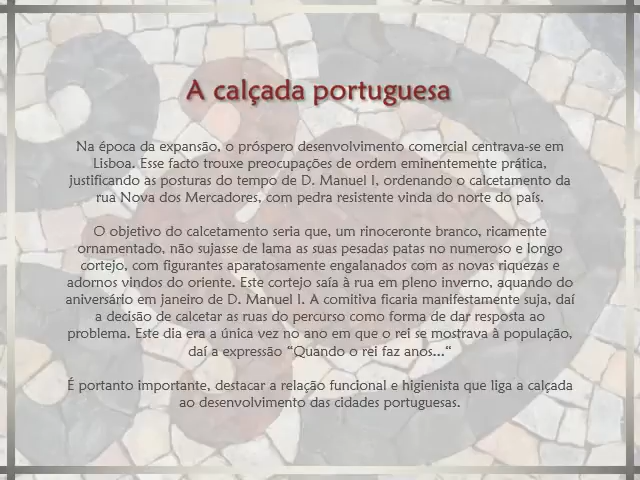 A calçada portuguesa
Na época da expansão, o próspero desenvolvimento comercial centrava-se em
Lisboa. Esse facto trouxe preocupações de ordem eminentemente prática,
justificando as posturas do tempo de D. Manuel I, ordenando o calcetamento da
rua Nova dos Mercadores, com pedra resistente vinda do norte do país.
O objetivo do calcetamento seria que, um rinoceronte branco, ricamente
ornamentado, não sujasse de lama as suas pesadas patas no numeroso e longo
cortejo, com figurantes aparatosamente engalanados com as novas riquezas e
adornos vindos do oriente. Este cortejo saía à rua em pleno inverno, aquando do
aniversário em janeiro de D. Manuel I. A comitiva ficaria manifestamente suja, daí
a decisão de calcetar as ruas do percurso como forma de dar resposta ao
problema. Este dia era a única vez no ano em que o rei se mostrava à população,
daí a expressão “Quando o rei faz anos...“
É portanto importante, destacar a relação funcional e higienista que liga a calçada
ao desenvolvimento das cidades portuguesas.